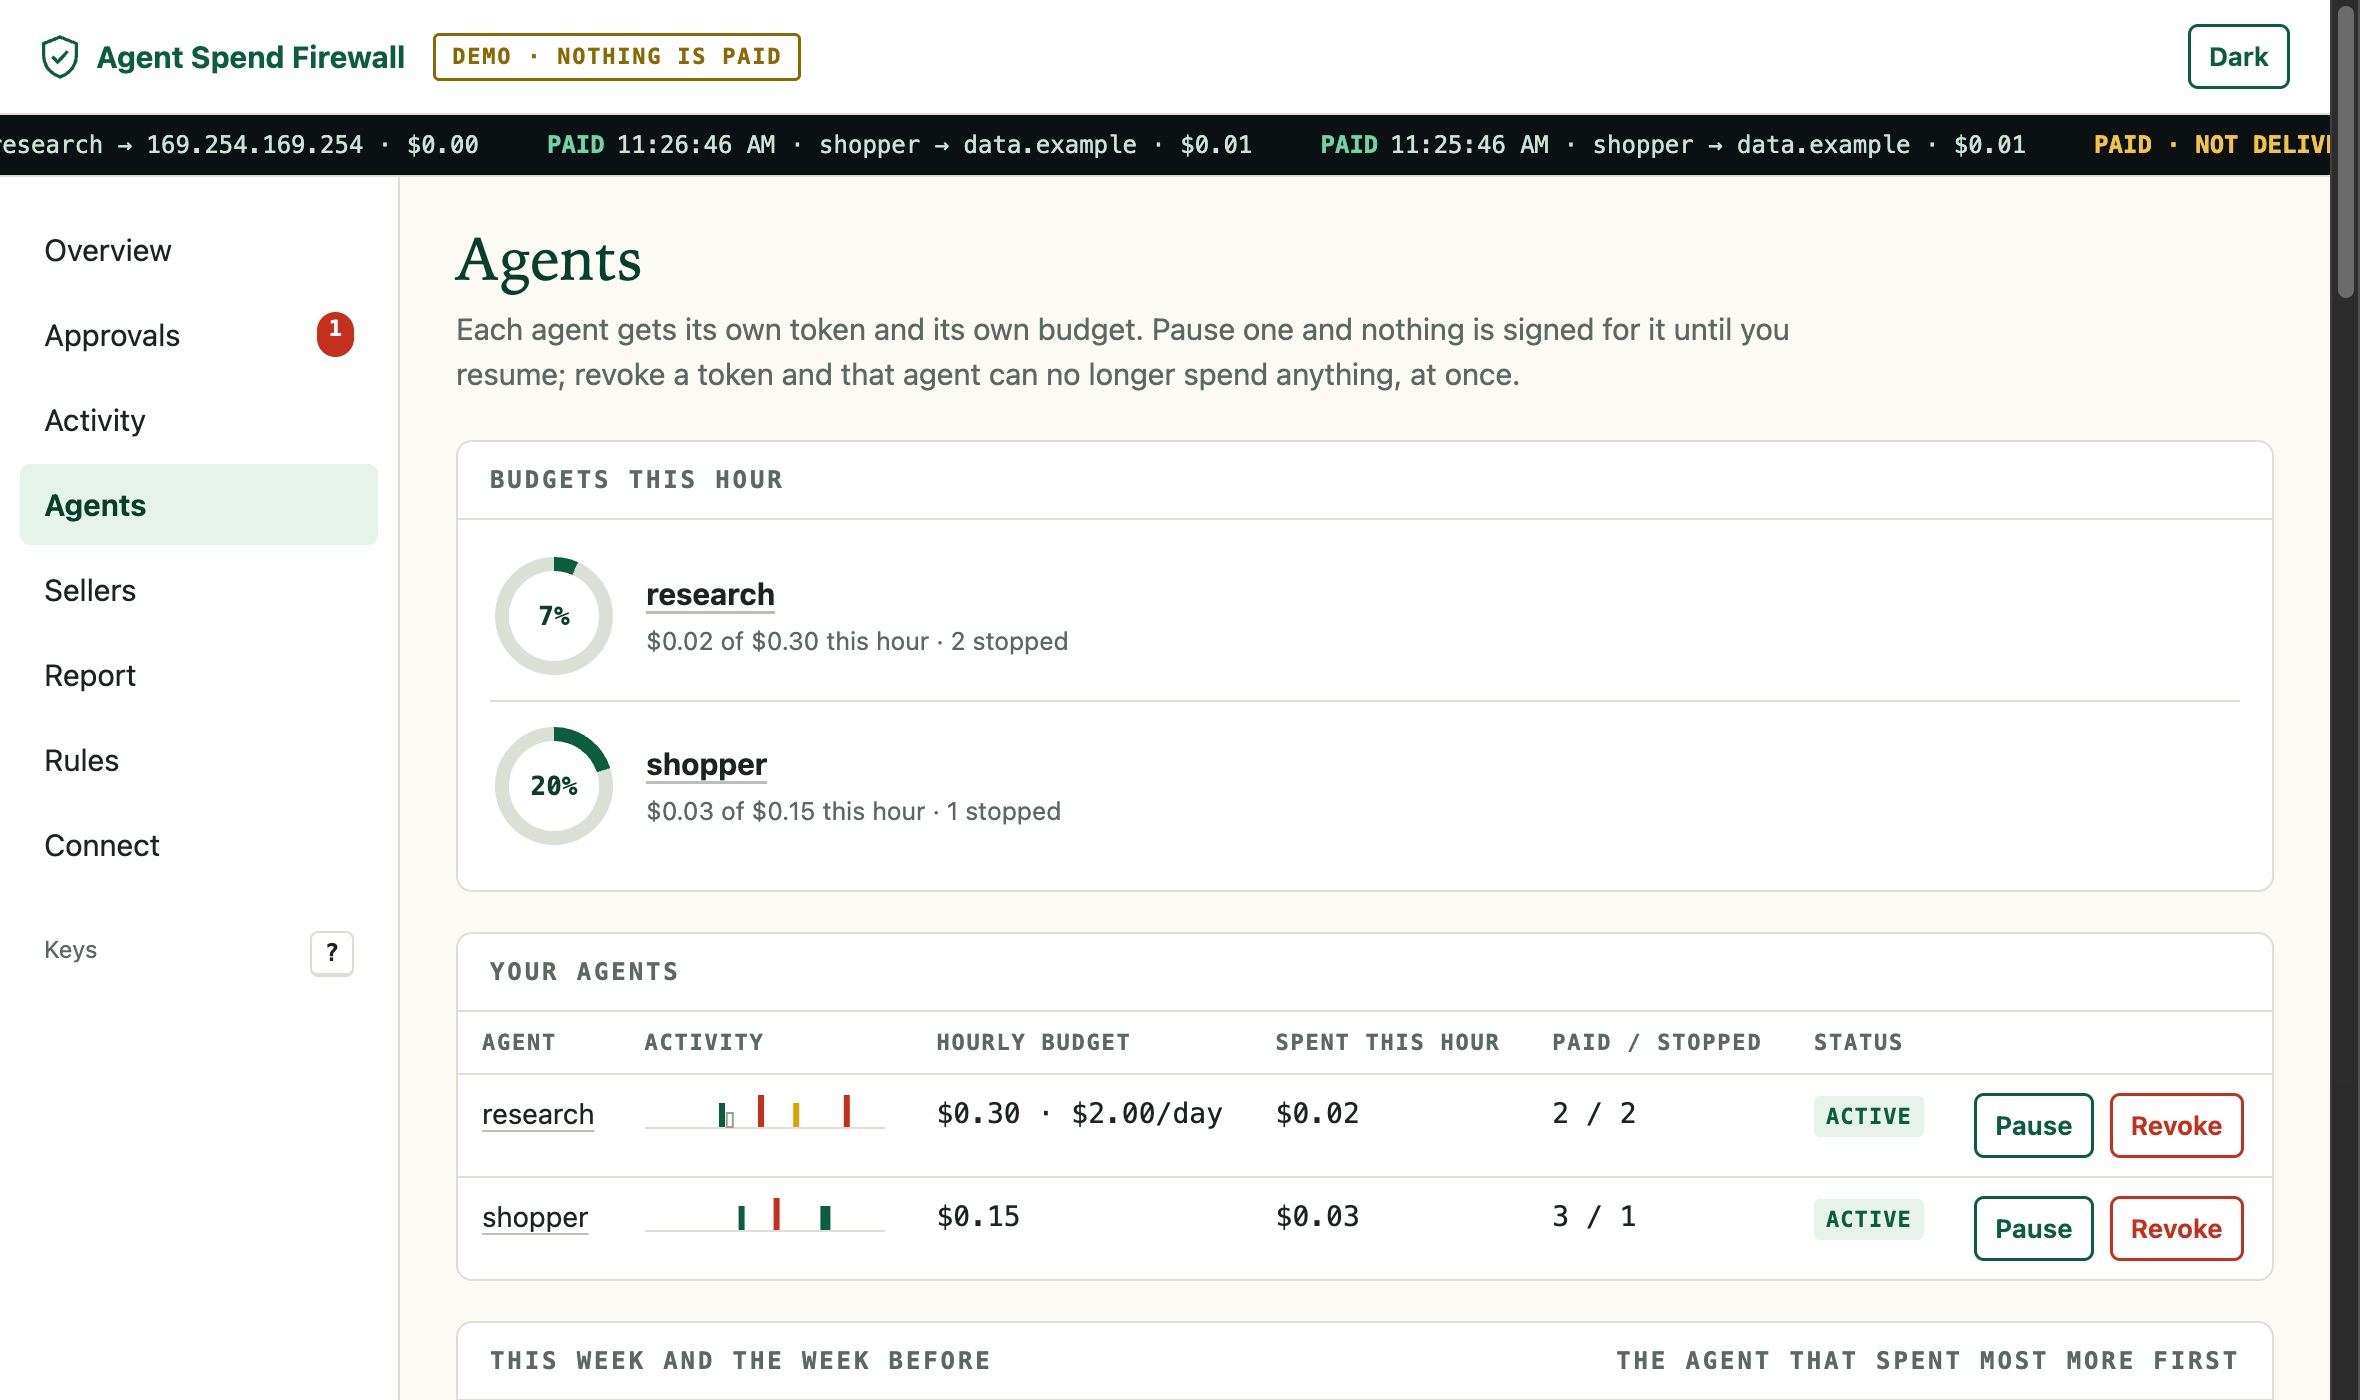 Agent Spend Firewall
DEMO · NOTHING IS PAID
Dark
research → 169.254.169.254 · $0.00 PAID 11:26:46 AM · shopper → data.example · $0.01 PAID 11:25:46 AM · shopper → data.example · $0.01 PAID · NOT
Overview
Approvals 1
Activity
Agents
Sellers
Report
Rules
Connect
Keys ?
Agents
Each agent gets its own token and its own budget. Pause one and nothing is signed for it until you
resume; revoke a token and that agent can no longer spend anything, at once.
BUDGETS THIS HOUR
7%
research
$0.02 of $0.30 this hour · 2 stopped
20%
shopper
$0.03 of $0.15 this hour · 1 stopped
YOUR AGENTS
AGENT ACTIVITY HOURLY BUDGET SPENT THIS HOUR PAID / STOPPED STATUS
research $0.30 · $2.00/day $0.02 2 / 2 ACTIVE Pause Revoke
shopper $0.15 $0.03 3 / 1 ACTIVE Pause Revoke
THIS WEEK AND THE WEEK BEFORE THE AGENT THAT SPENT MOST MORE FIRST